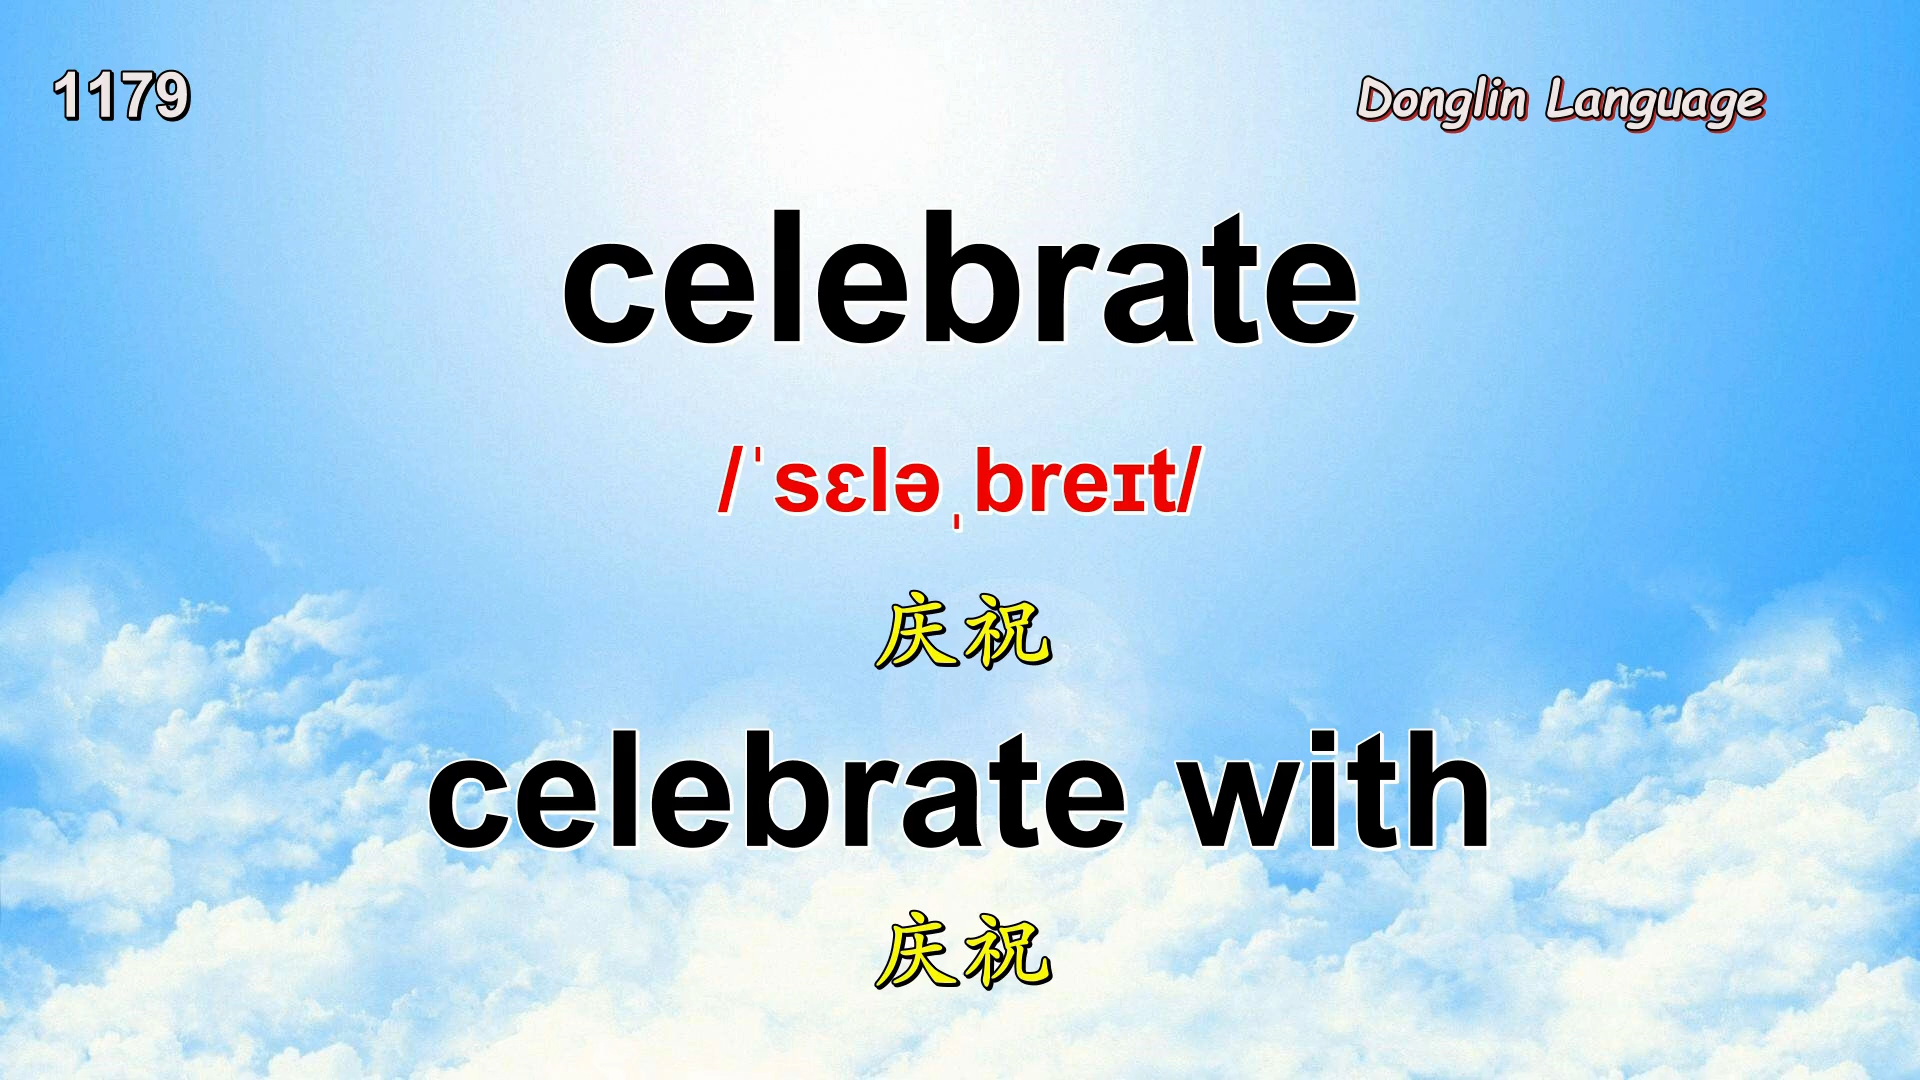 1179
Donglin Language
celebrate
/ˈsɛləˌbreɪt/
庆祝
celebrate with
庆祝